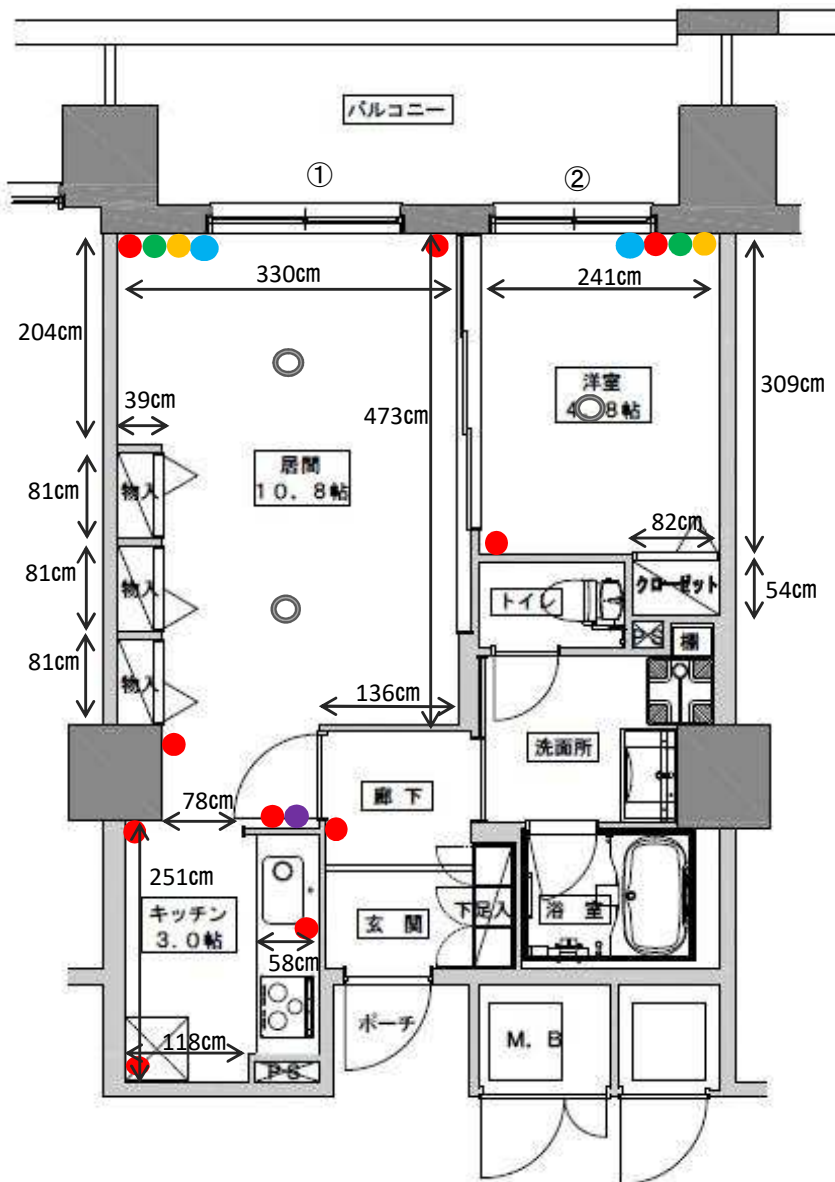 バルコニー
①
②
330㎝
241㎝
204㎝
39㎝
473㎝
洋室
4.8帖
309㎝
居間
10.8帖
81㎝
物入
82㎝
81㎝
物入
トイレ
クローゼット
54㎝
棚
81㎝
物入
136㎝
洗面所
廊下
78㎝
251㎝
キッチン
3.0帖
玄関
下足入
浴室
58㎝
ポーチ
M.B
118㎝
PS